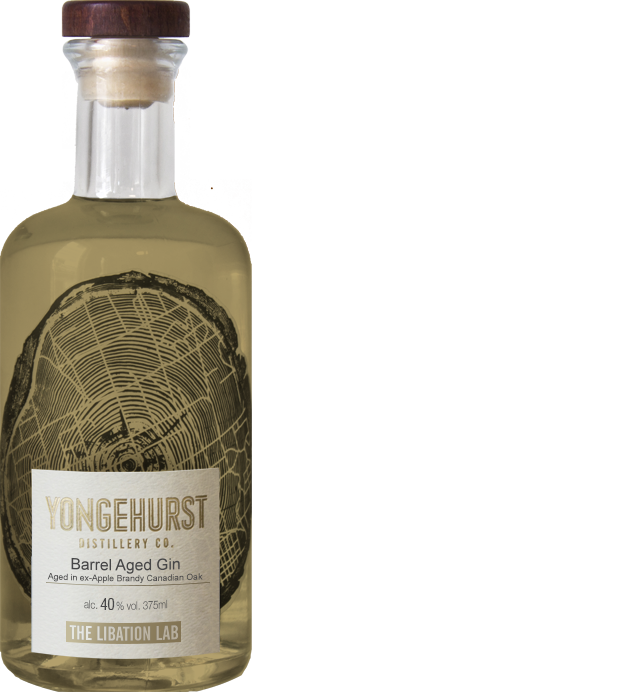 YONGEHURST
DISTILLERY CO.
Barrel Aged Gin
Aged in ex-Apple Brandy Canadian Oak
alc. 40% vol. 375ml
THE LIBATION LAB